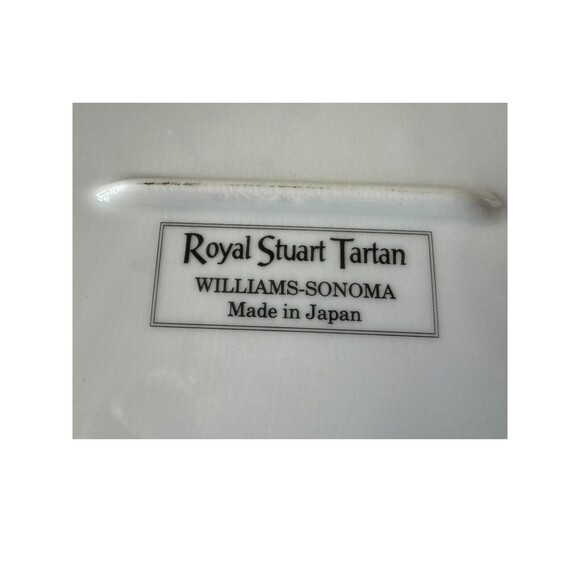 Royal Stuart Tartan
WILLIAMS-SONOMA
Made in Japan